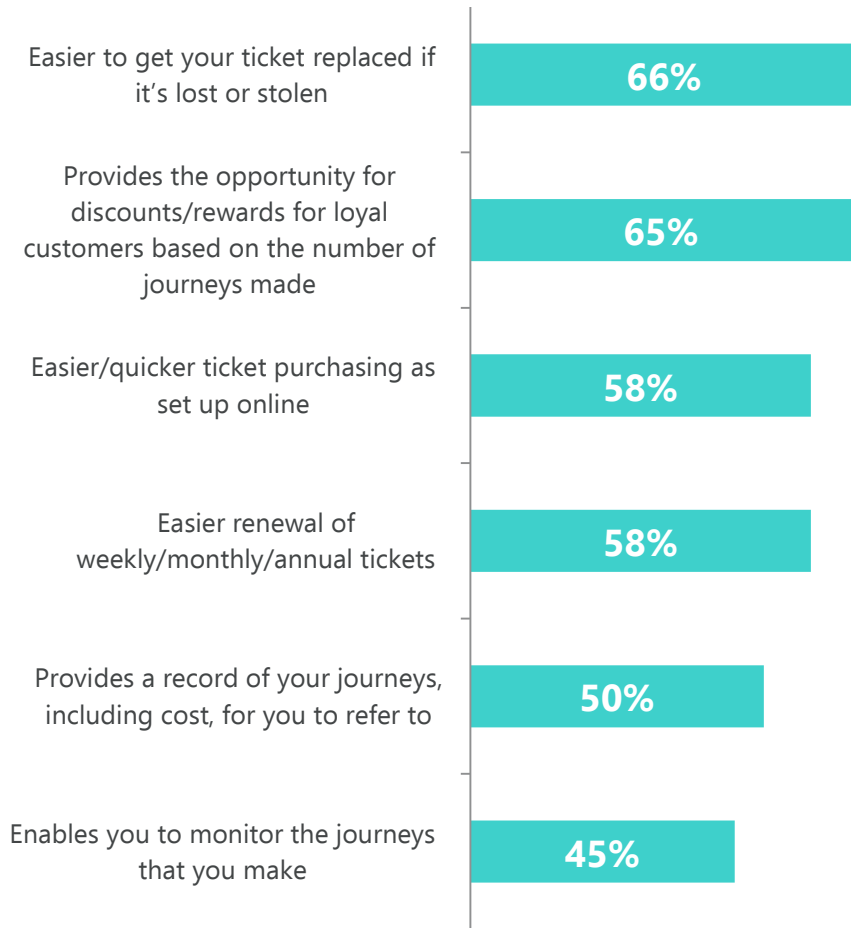 Easier to get your ticket replaced if
it’s lost or stolen
66%
Provides the opportunity for
discounts/rewards for loyal
customers based on the number of
journeys made
65%
Easier/quicker ticket purchasing as
set up online
58%
Easier renewal of
weekly/monthly/annual tickets
58%
Provides a record of your journeys,
including cost, for you to refer to
50%
Enables you to monitor the journeys
that you make
45%